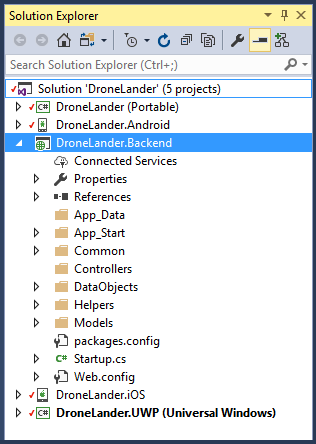 Solution Explorer
Search Solution Explorer (Ctrl+;)
Solution 'DroneLander' (5 projects)
C# DroneLander (Portable)
DroneLander.Android
DroneLander.Backend
Connected Services
Properties
References
App_Data
App_Start
Common
Controllers
DataObjects
Helpers
Models
packages.config
C# Startup.cs
Web.config
DroneLander.iOS
C# DroneLander.UWP (Universal Windows)